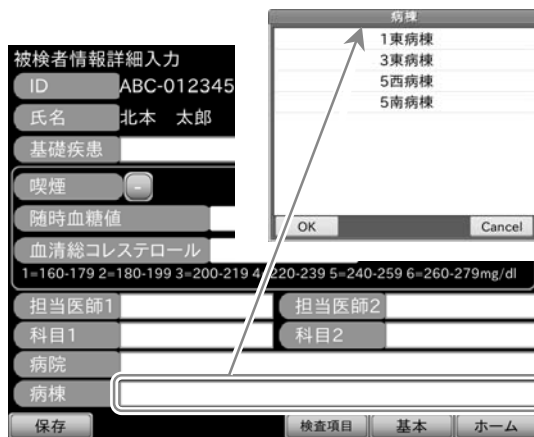 病棟
1東病棟
3東病棟
5西病棟
5南病棟
OK Cancel
被検者情報詳細入力
ID ABC-012345
氏名 北本 太郎
基礎疾患
喫煙 -
随時血糖値
血清総コレステロール
1=160-179 2=180-199 3=200-219 4=220-239 5=240-259 6=260-279mg/dl
担当医師1 担当医師2
科目1 科目2
病院
病棟
保存 検査項目 基本 ホーム